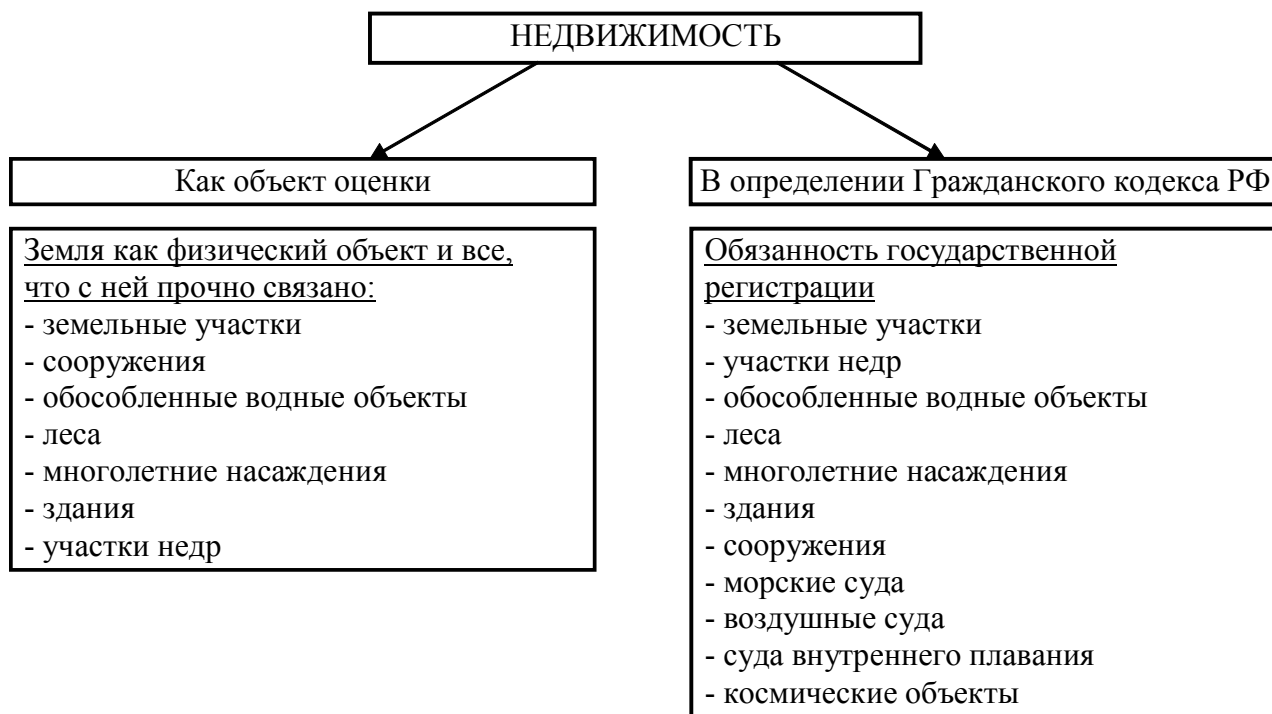 НЕДВИЖИМОСТЬ
Как объект оценки
Земля как физический объект и все,
что с ней прочно связано:
- земельные участки
- сооружения
- обособленные водные объекты
- леса
- многолетние насаждения
- здания
- участки недр
В определении Гражданского кодекса РФ
Обязанность государственной
регистрации
- земельные участки
- участки недр
- обособленные водные объекты
- леса
- многолетние насаждения
- здания
- сооружения
- морские суда
- воздушные суда
- суда внутреннего плавания
- космические объекты